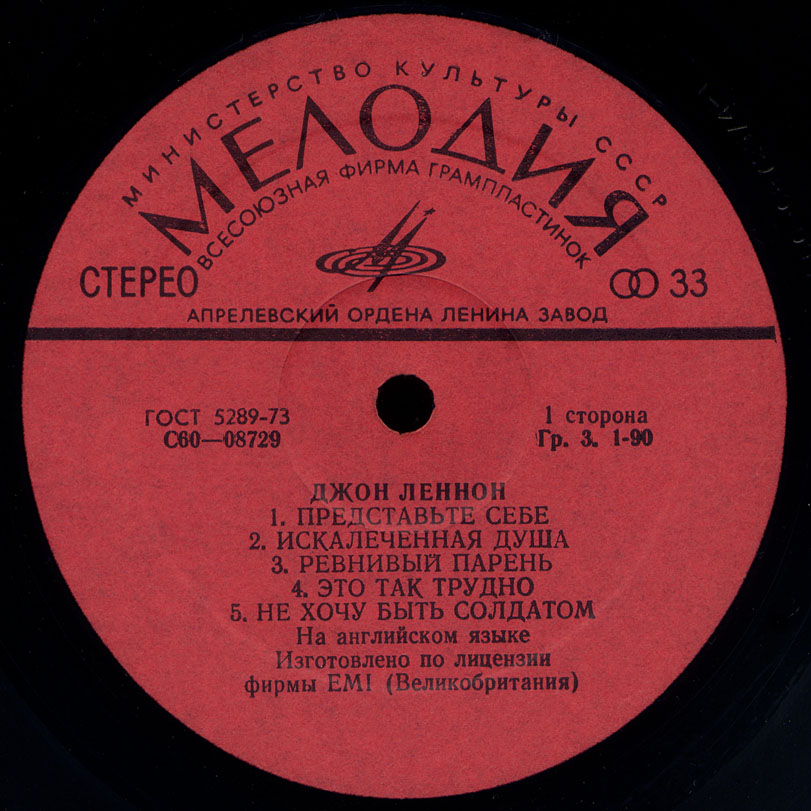 МИНИСТЕРСТВО КУЛЬТУРЫ СССР
МЕЛОДИЯ
ВСЕСОЮЗНАЯ ФИРМА ГРАМПЛАСТИНОК
СТЕРЕО
33
АПРЕЛЕВСКИЙ ОРДЕНА ЛЕНИНА ЗАВОД
ГОСТ 5289-73
С60—08729
1 сторона
Гр. 3. 1-90
ДЖОН ЛЕННОН
1. ПРЕДСТАВЬТЕ СЕБЕ
2. ИСКАЛЕЧЕННАЯ ДУША
3. РЕВНИВЫЙ ПАРЕНЬ
4. ЭТО ТАК ТРУДНО
5. НЕ ХОЧУ БЫТЬ СОЛДАТОМ
На английском языке
Изготовлено по лицензии
фирмы EMI (Великобритания)